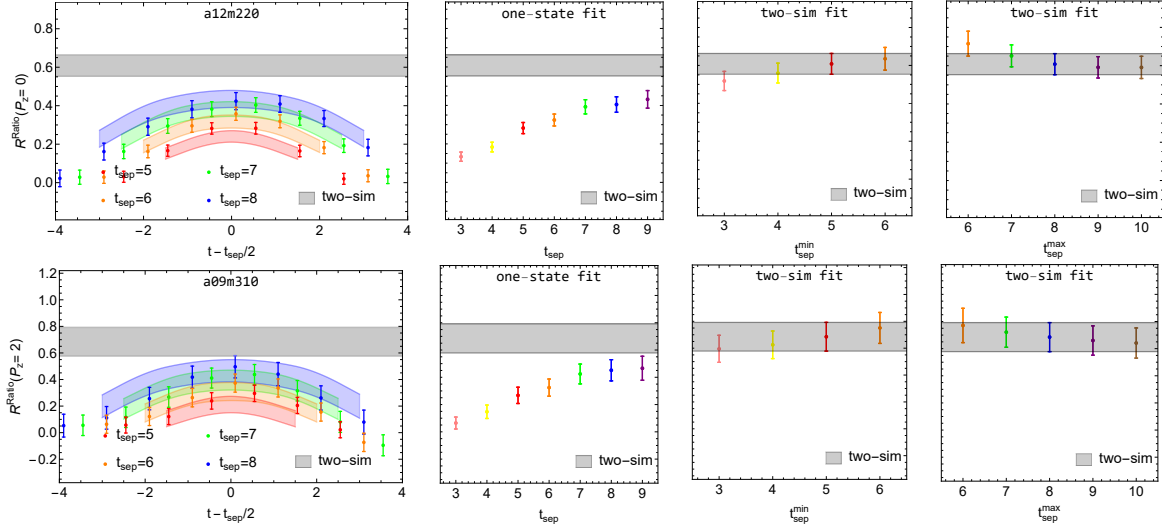 a12m220
one-state fit
two-sim fit
two-sim fit
R^Ratio(P_z= 0)
0.8
0.6
0.4
0.2
0.0
t_sep=5
t_sep=7
t_sep=6
t_sep=8
two-sim
two-sim
two-sim
two-sim
-4 -2 0 2 4
3 4 5 6 7 8 9
3 4 5 6
6 7 8 9 10
t - t_sep/2
t_sep
t_sep^min
t_sep^max
a09m310
one-state fit
two-sim fit
two-sim fit
R^Ratio(P_z= 2)
1.2
1.0
0.8
0.6
0.4
0.2
0.0
-0.2
t_sep=5
t_sep=7
t_sep=6
t_sep=8
two-sim
two-sim
two-sim
two-sim
-4 -2 0 2 4
3 4 5 6 7 8 9
3 4 5 6
6 7 8 9 10
t - t_sep/2
t_sep
t_sep^min
t_sep^max